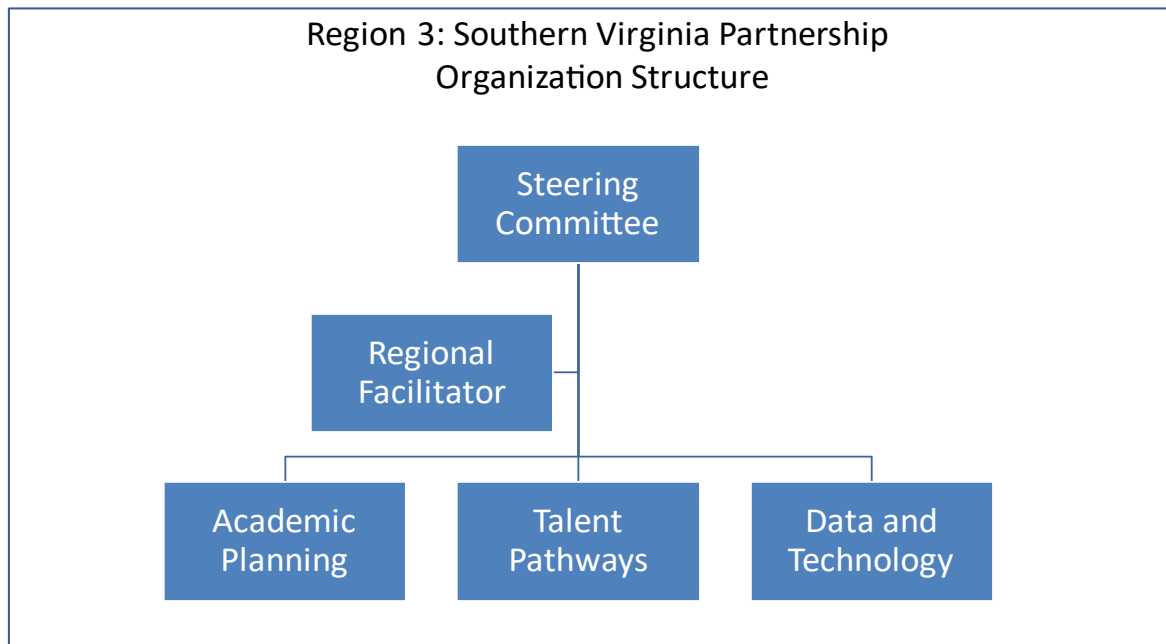 Region 3: Southern Virginia Partnership
Organization Structure
Steering
Committee
Regional
Facilitator
Academic
Planning
Talent
Pathways
Data and
Technology